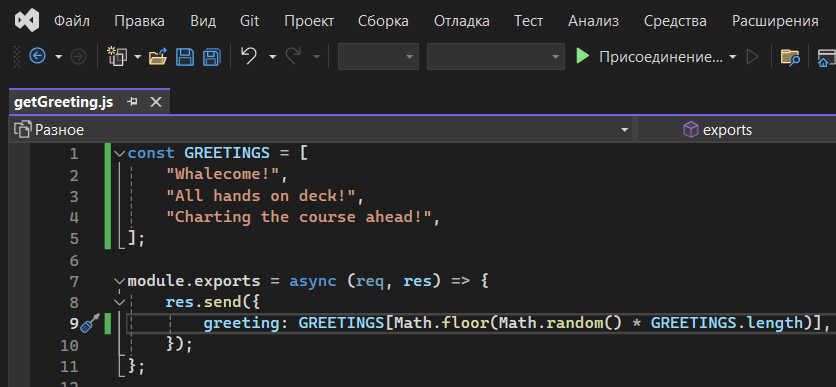 Файл Правка Вид Git Проект Сборка Отладка Тест Анализ Средства Расширения
Присоединение...
getGreeting.js
Разное exports
1 const GREETINGS = [
2 "Whalecome!",
3 "All hands on deck!",
4 "Charting the course ahead!",
5 ];
6
7 module.exports = async (req, res) => {
8 res.send({
9 greeting: GREETINGS[Math.floor(Math.random() * GREETINGS.length)],
10 });
11 };
12